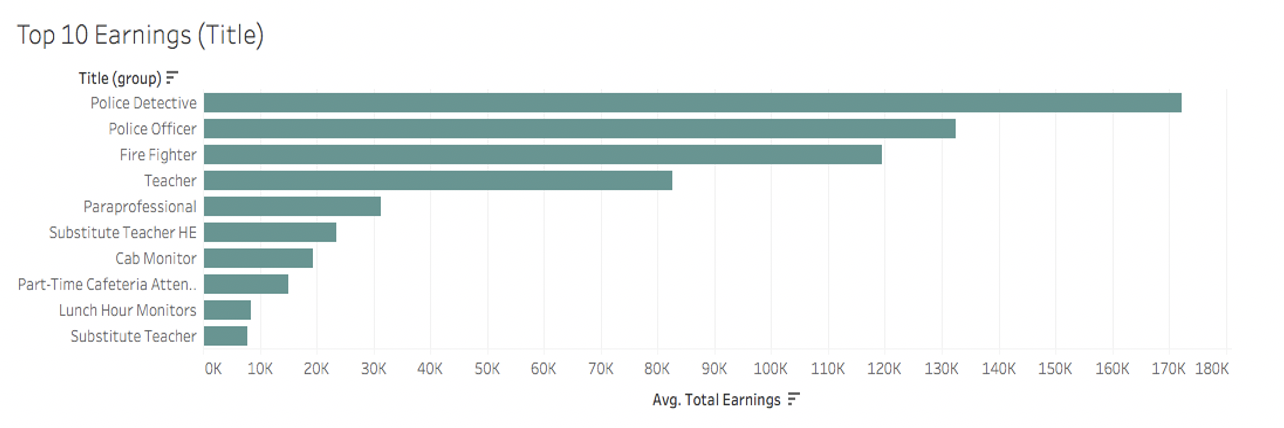 Top 10 Earnings (Title)
Title (group)
Police Detective
Police Officer
Fire Fighter
Teacher
Paraprofessional
Substitute Teacher HE
Cab Monitor
Part-Time Cafeteria Atten..
Lunch Hour Monitors
Substitute Teacher
0K 10K 20K 30K 40K 50K 60K 70K 80K 90K 100K 110K 120K 130K 140K 150K 160K 170K 180K
Avg. Total Earnings